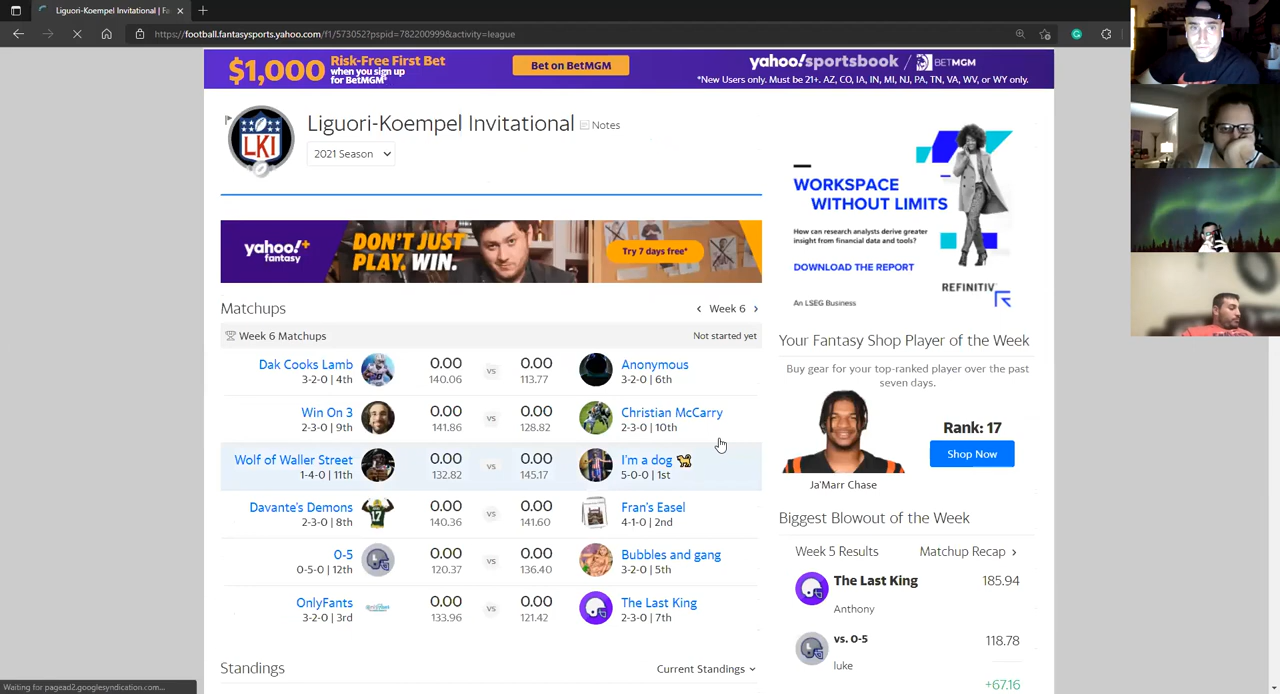 Liguori-Koempel Invitational | Fa
https://football.fantasysports.yahoo.com/f1/573052?pspid=782200999&activity=league
$1,000 Risk-Free First Bet
when you sign up
for BetMGM*
Bet on BetMGM
yahoo!sportsbook / BETMGM
*New Users only. Must be 21+. AZ, CO, IA, IN, MI, NJ, PA, TN, VA, WV, or WY only.
LKI
Liguori-Koempel Invitational
Notes
2021 Season
yahoo!+
fantasy
DON'T JUST
PLAY. WIN.
Try 7 days free*
WORKSPACE
WITHOUT LIMITS
How can research analysts derive greater
insight from financial data and tools?
DOWNLOAD THE REPORT
REFINITIV
An LSEG Business
Matchups
Week 6
Week 6 Matchups
Not started yet
Dak Cooks Lamb 0.00 vs 0.00 Anonymous
3-2-0 | 4th 140.06 113.77 3-2-0 | 6th
Win On 3 0.00 vs 0.00 Christian McCarry
2-3-0 | 9th 141.86 128.82 2-3-0 | 10th
Wolf of Waller Street 0.00 vs 0.00 I'm a dog 🐕
1-4-0 | 11th 132.82 145.17 5-0-0 | 1st
Davante's Demons 0.00 vs 0.00 Fran's Easel
2-3-0 | 8th 140.36 141.60 4-1-0 | 2nd
0-5 0.00 vs 0.00 Bubbles and gang
0-5-0 | 12th 120.37 136.40 3-2-0 | 5th
OnlyFants 0.00 vs 0.00 The Last King
3-2-0 | 3rd 133.96 121.42 2-3-0 | 7th
Standings
Current Standings
Your Fantasy Shop Player of the Week
Buy gear for your top-ranked player over the past
seven days.
Rank: 17
Shop Now
Ja'Marr Chase
Biggest Blowout of the Week
Week 5 Results
Matchup Recap
The Last King 185.94
Anthony
vs. 0-5 118.78
luke
+67.16
Waiting for pagead2.googlesyndication.com...